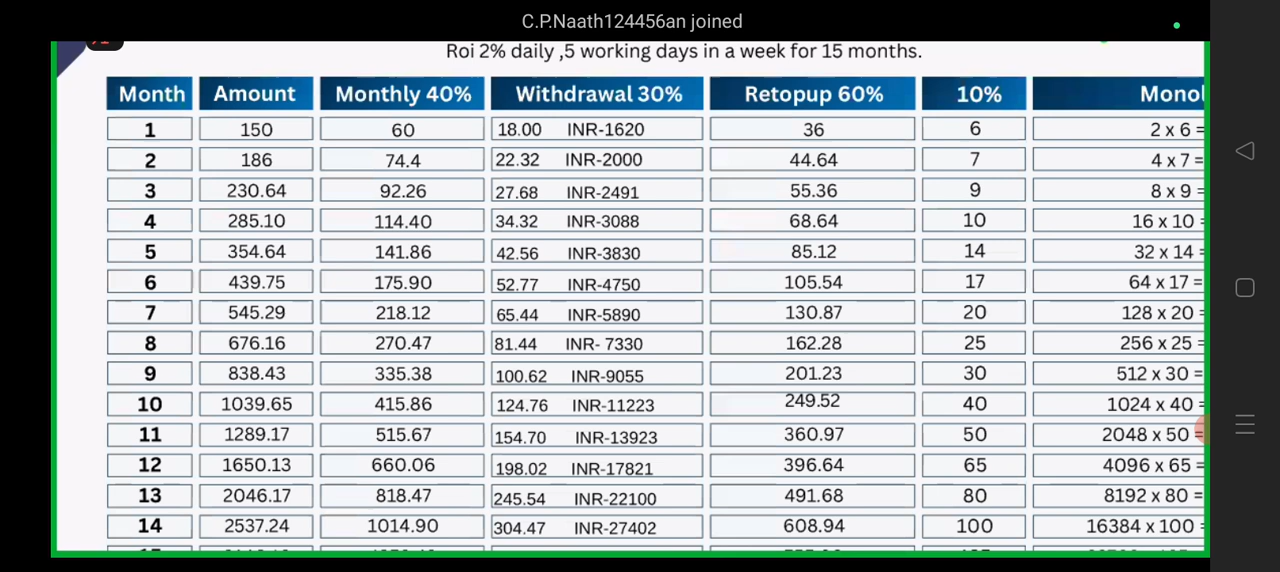 C.P.Naath124456an joined
Roi 2% daily ,5 working days in a week for 15 months.
Month Amount Monthly 40% Withdrawal 30% Retopup 60% 10% Monol
1 150 60 18.00 INR-1620 36 6 2 x 6 =
2 186 74.4 22.32 INR-2000 44.64 7 4 x 7 =
3 230.64 92.26 27.68 INR-2491 55.36 9 8 x 9 =
4 285.10 114.40 34.32 INR-3088 68.64 10 16 x 10 =
5 354.64 141.86 42.56 INR-3830 85.12 14 32 x 14 =
6 439.75 175.90 52.77 INR-4750 105.54 17 64 x 17 =
7 545.29 218.12 65.44 INR-5890 130.87 20 128 x 20 =
8 676.16 270.47 81.44 INR- 7330 162.28 25 256 x 25 =
9 838.43 335.38 100.62 INR-9055 201.23 30 512 x 30 =
10 1039.65 415.86 124.76 INR-11223 249.52 40 1024 x 40 =
11 1289.17 515.67 154.70 INR-13923 360.97 50 2048 x 50 =
12 1650.13 660.06 198.02 INR-17821 396.64 65 4096 x 65 =
13 2046.17 818.47 245.54 INR-22100 491.68 80 8192 x 80 =
14 2537.24 1014.90 304.47 INR-27402 608.94 100 16384 x 100 =